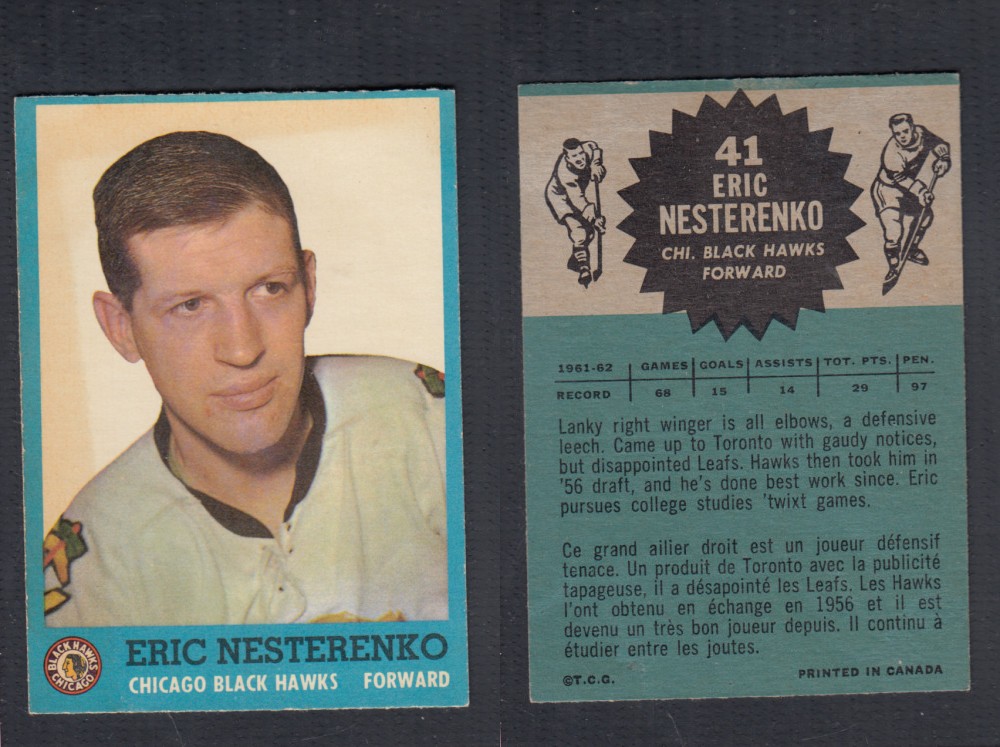 BLACK HAWKS
CHICAGO
ERIC NESTERENKO
CHICAGO BLACK HAWKS FORWARD
41
ERIC
NESTERENKO
CHI. BLACK HAWKS
FORWARD
1961-62 GAMES GOALS ASSISTS TOT. PTS. PEN.
RECORD 68 15 14 29 97
Lanky right winger is all elbows, a defensive
leech. Came up to Toronto with gaudy notices,
but disappointed Leafs. Hawks then took him in
'56 draft, and he's done best work since. Eric
pursues college studies 'twixt games.
Ce grand ailier droit est un joueur défensif
tenace. Un produit de Toronto avec la publicité
tapageuse, il a désapointé les Leafs. Les Hawks
l'ont obtenu en échange en 1956 et il est
devenu un très bon joueur depuis. Il continu à
étudier entre les joutes.
©T.C.G. PRINTED IN CANADA